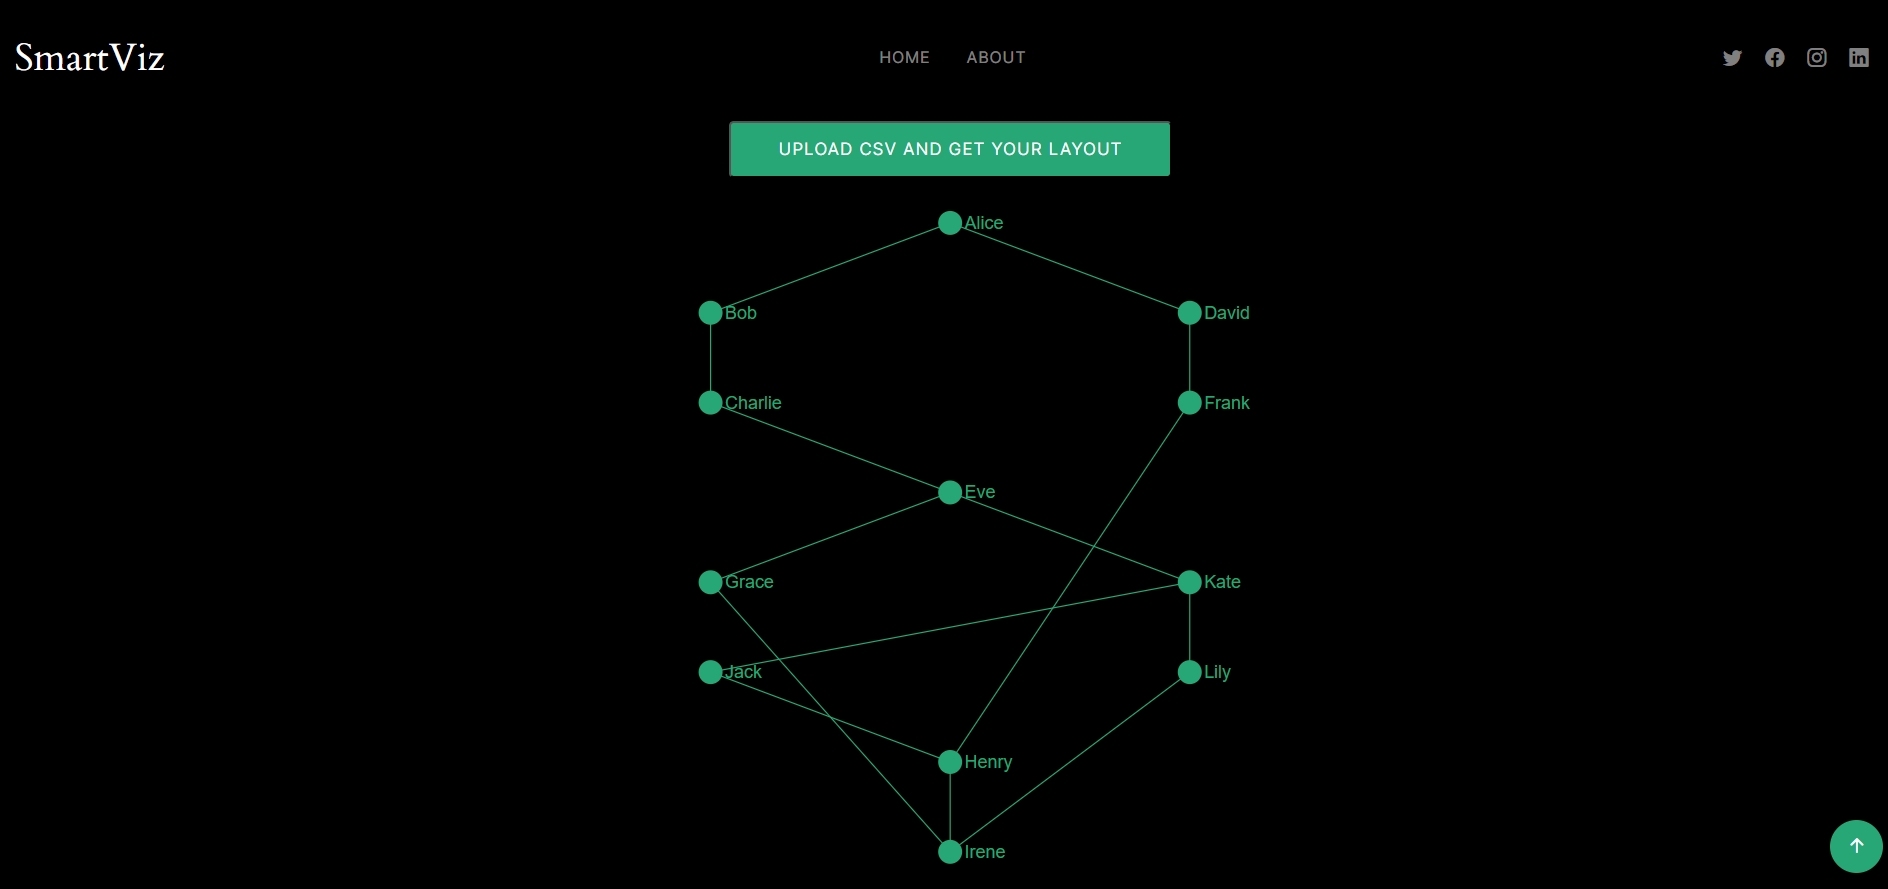 SmartViz
HOME ABOUT
UPLOAD CSV AND GET YOUR LAYOUT
Alice
Bob David
Charlie Frank
Eve
Grace Kate
Jack Lily
Henry
Irene